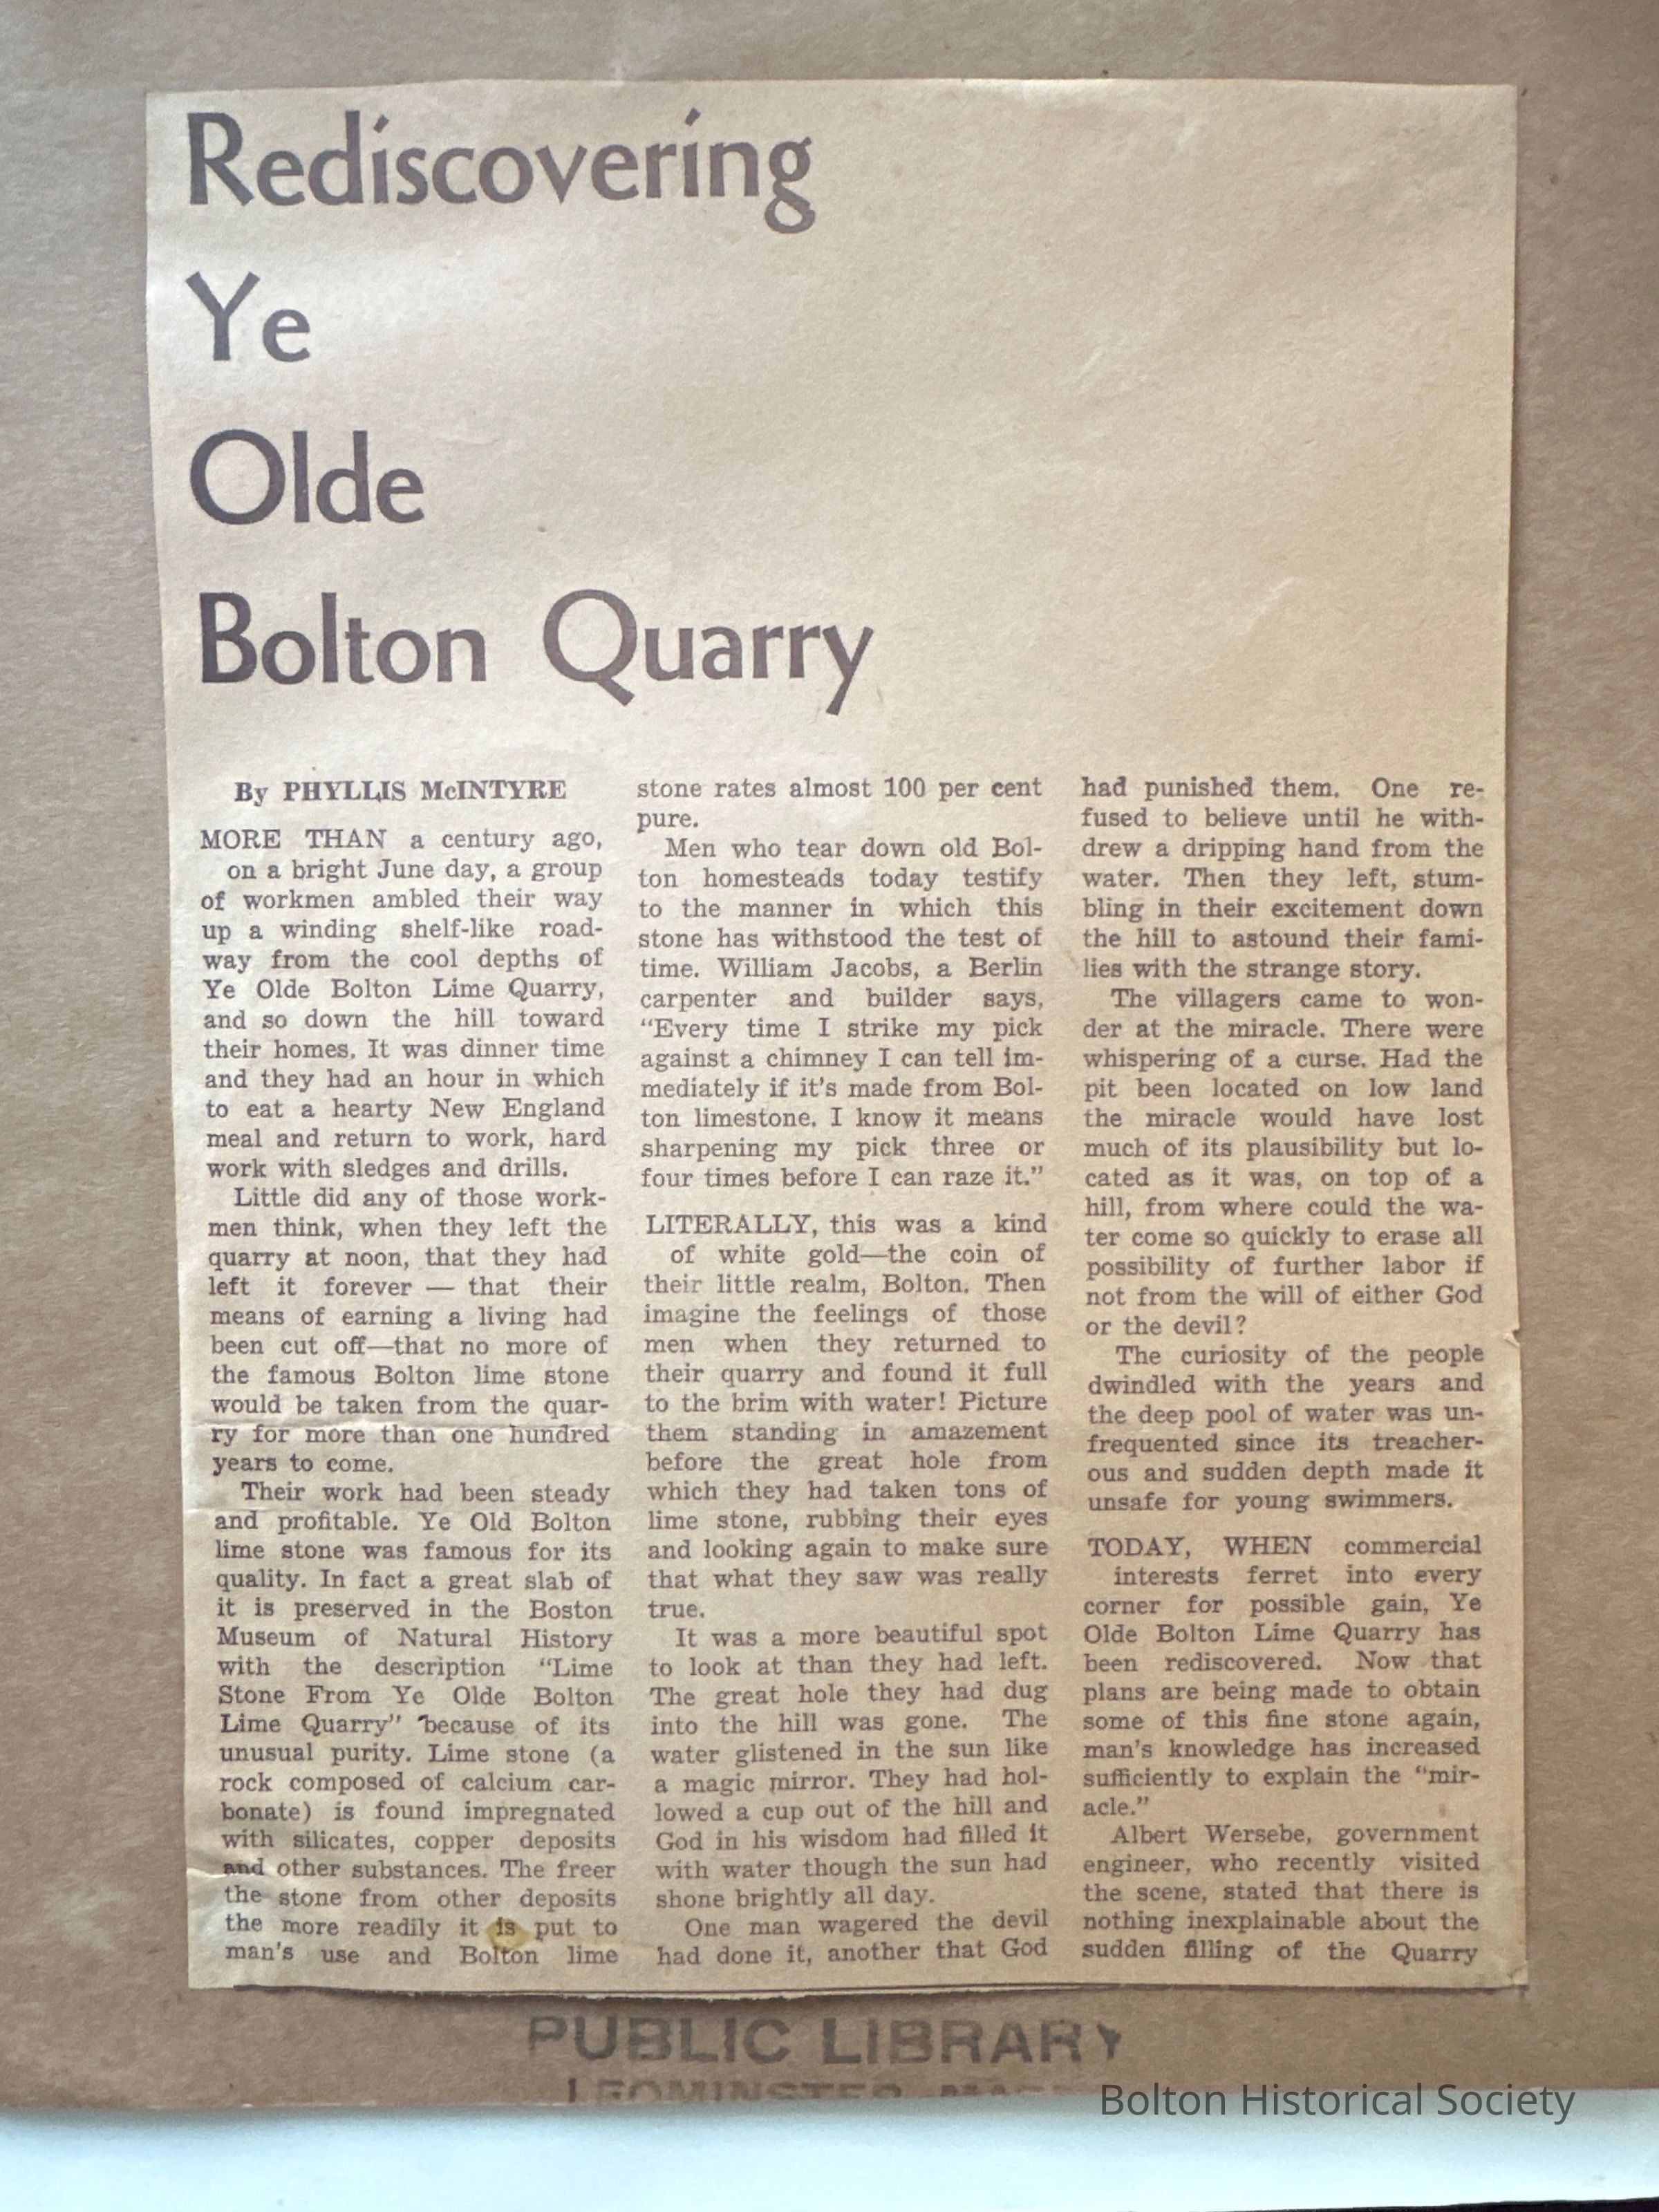 Rediscovering
Ye
Olde
Bolton Quarry
By PHYLLIS McINTYRE
MORE THAN a century ago,
on a bright June day, a group
of workmen ambled their way
up a winding shelf-like road-
way from the cool depths of
Ye Olde Bolton Lime Quarry,
and so down the hill toward
their homes. It was dinner time
and they had an hour in which
to eat a hearty New England
meal and return to work, hard
work with sledges and drills.
Little did any of those work-
men think, when they left the
quarry at noon, that they had
left it forever — that their
means of earning a living had
been cut off—that no more of
the famous Bolton lime stone
would be taken from the quar-
ry for more than one hundred
years to come.
Their work had been steady
and profitable. Ye Old Bolton
lime stone was famous for its
quality. In fact a great slab of
it is preserved in the Boston
Museum of Natural History
with the description “Lime
Stone From Ye Olde Bolton
Lime Quarry” because of its
unusual purity. Lime stone (a
rock composed of calcium car-
bonate) is found impregnated
with silicates, copper deposits
and other substances. The freer
the stone from other deposits
the more readily it is put to
man's use and Bolton lime
stone rates almost 100 per cent
pure.
Men who tear down old Bol-
ton homesteads today testify
to the manner in which this
stone has withstood the test of
time. William Jacobs, a Berlin
carpenter and builder says,
“Every time I strike my pick
against a chimney I can tell im-
mediately if it's made from Bol-
ton limestone. I know it means
sharpening my pick three or
four times before I can raze it.”
LITERALLY, this was a kind
of white gold—the coin of
their little realm, Bolton. Then
imagine the feelings of those
men when they returned to
their quarry and found it full
to the brim with water! Picture
them standing in amazement
before the great hole from
which they had taken tons of
lime stone, rubbing their eyes
and looking again to make sure
that what they saw was really
true.
It was a more beautiful spot
to look at than they had left.
The great hole they had dug
into the hill was gone. The
water glistened in the sun like
a magic mirror. They had hol-
lowed a cup out of the hill and
God in his wisdom had filled it
with water though the sun had
shone brightly all day.
One man wagered the devil
had done it, another that God
had punished them. One re-
fused to believe until he with-
drew a dripping hand from the
water. Then they left, stum-
bling in their excitement down
the hill to astound their fami-
lies with the strange story.
The villagers came to won-
der at the miracle. There were
whispering of a curse. Had the
pit been located on low land
the miracle would have lost
much of its plausibility but lo-
cated as it was, on top of a
hill, from where could the wa-
ter come so quickly to erase all
possibility of further labor if
not from the will of either God
or the devil?
The curiosity of the people
dwindled with the years and
the deep pool of water was un-
frequented since its treacher-
ous and sudden depth made it
unsafe for young swimmers.
TODAY, WHEN commercial
interests ferret into every
corner for possible gain, Ye
Olde Bolton Lime Quarry has
been rediscovered. Now that
plans are being made to obtain
some of this fine stone again,
man's knowledge has increased
sufficiently to explain the “mir-
acle.”
Albert Wersebe, government
engineer, who recently visited
the scene, stated that there is
nothing inexplainable about the
sudden filling of the Quarry
PUBLIC LIBRARY
LEOMINSTER, MASS
Bolton Historical Society